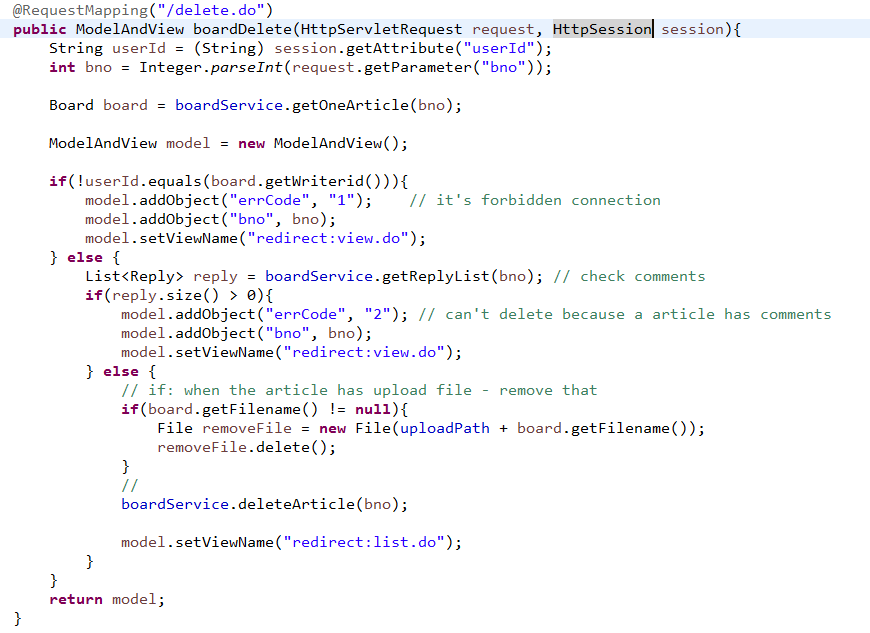 @RequestMapping("/delete.do")
public ModelAndView boardDelete(HttpServletRequest request, HttpSession session){
    String userId = (String) session.getAttribute("userId");
    int bno = Integer.parseInt(request.getParameter("bno"));

    Board board = boardService.getOneArticle(bno);

    ModelAndView model = new ModelAndView();

    if(!userId.equals(board.getWriterid())){
        model.addObject("errCode", "1");    // it's forbidden connection
        model.addObject("bno", bno);
        model.setViewName("redirect:view.do");
    } else {
        List<Reply> reply = boardService.getReplyList(bno); // check comments
        if(reply.size() > 0){
            model.addObject("errCode", "2"); // can't delete because a article has comments
            model.addObject("bno", bno);
            model.setViewName("redirect:view.do");
        } else {
            // if: when the article has upload file - remove that
            if(board.getFilename() != null){
                File removeFile = new File(uploadPath + board.getFilename());
                removeFile.delete();
            }
            //
            boardService.deleteArticle(bno);

            model.setViewName("redirect:list.do");
        }
    }
    return model;
}